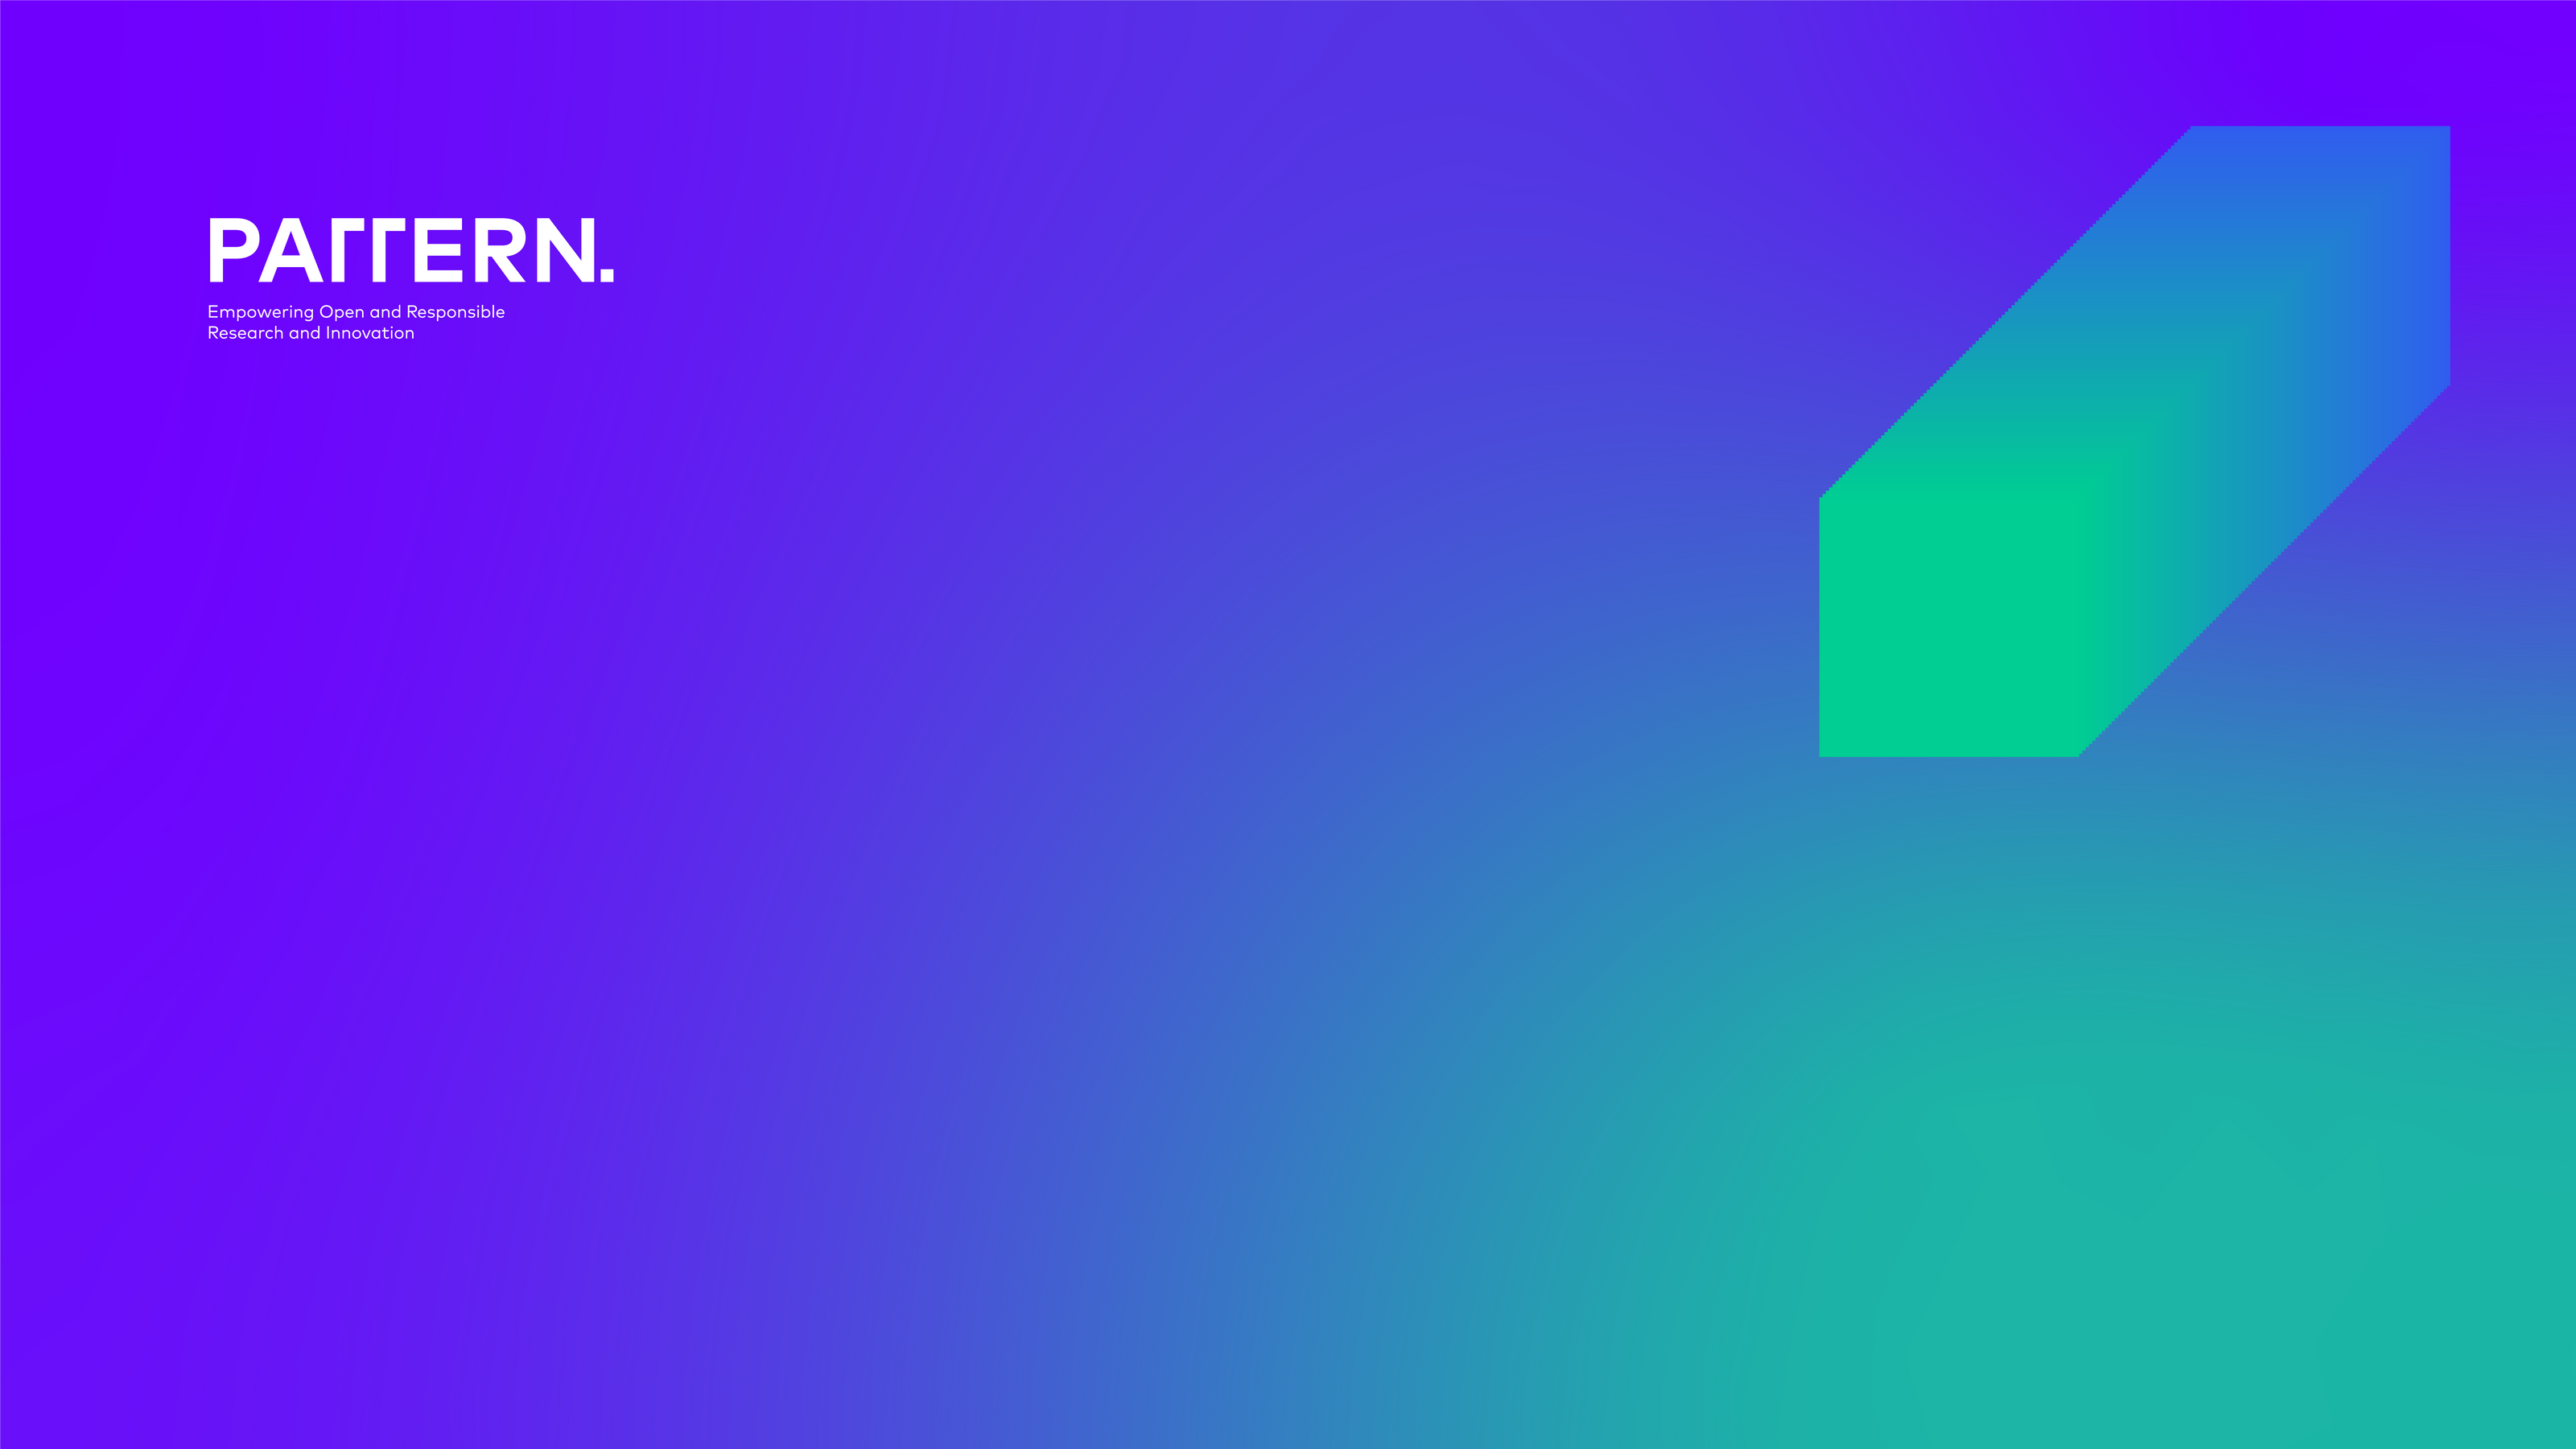 PATTERN.
Empowering Open and Responsible
Research and Innovation